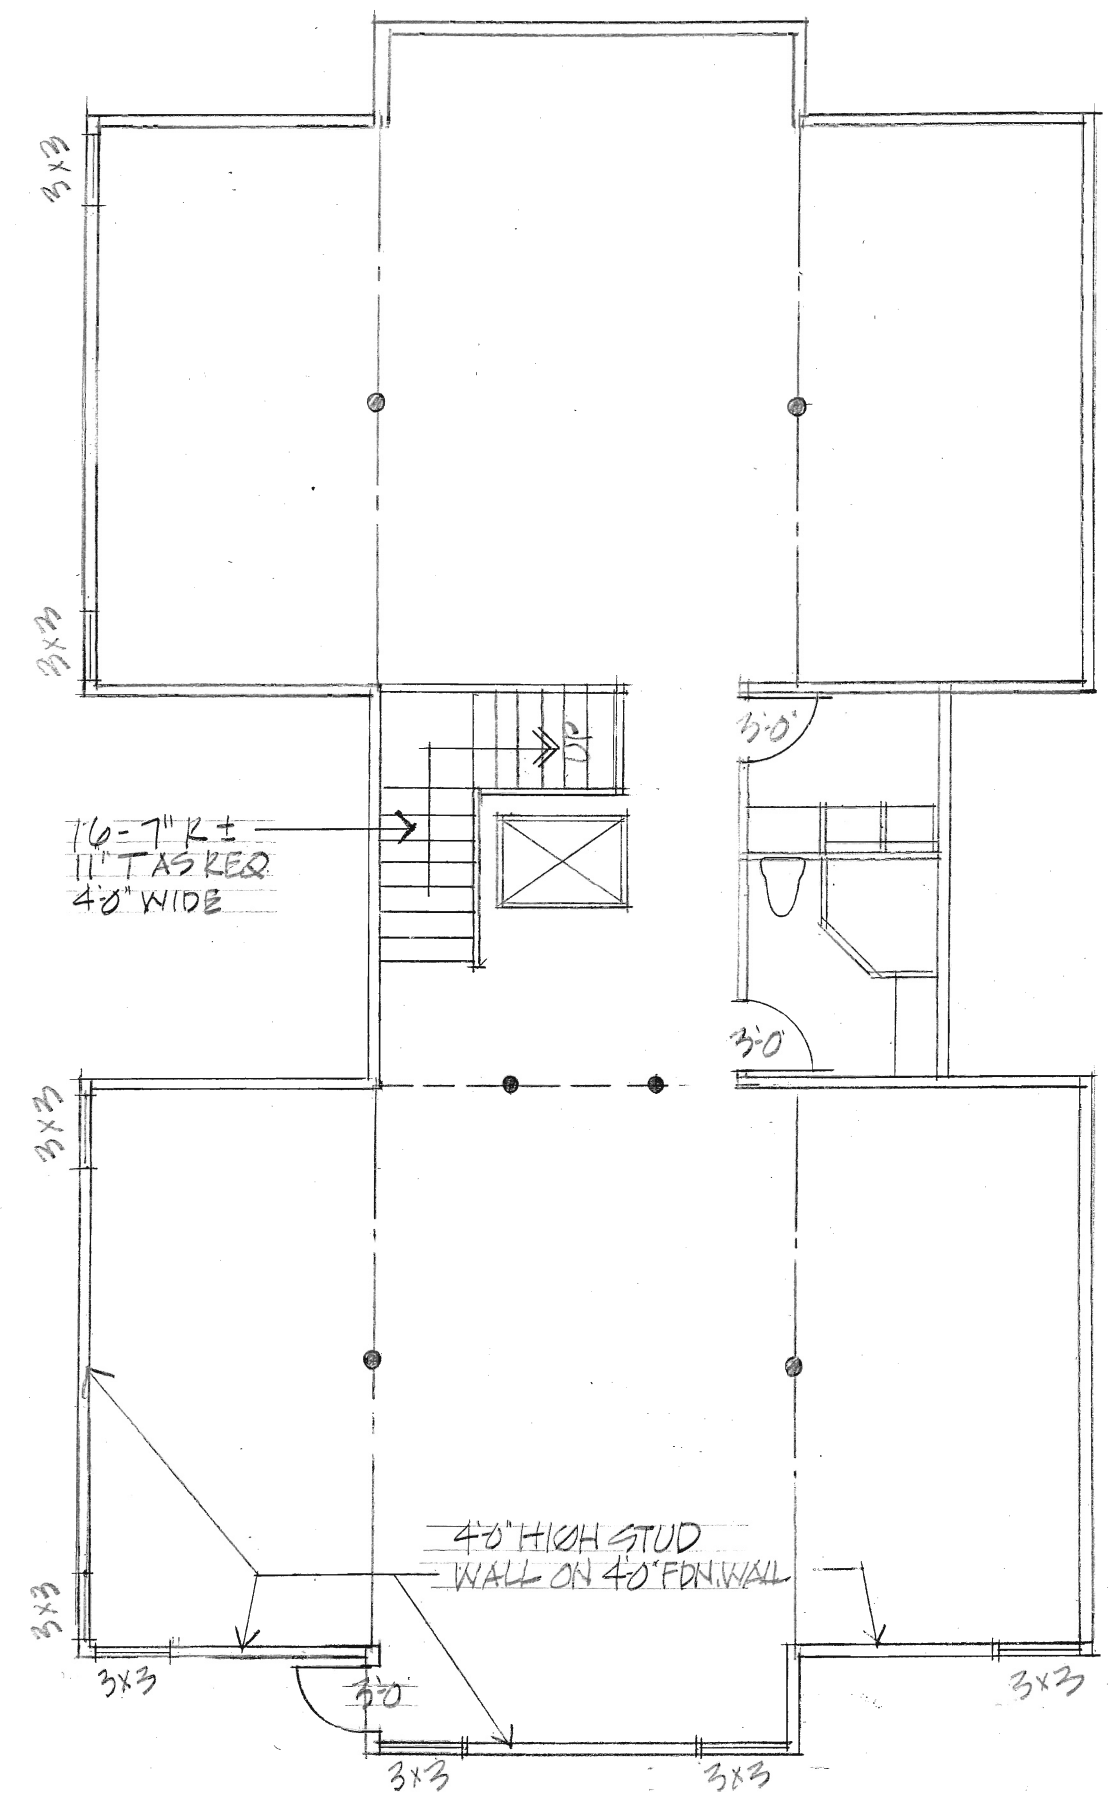 3x3
3x3
3'-0"
UP
16-7" R ±
11" T AS REQ
4'-0" WIDE
3'-0"
3x3
4'-0" HIGH STUD
WALL ON 4'-0" FDN. WALL
3x3
3x3
3'-0"
3x3
3x3
3x3